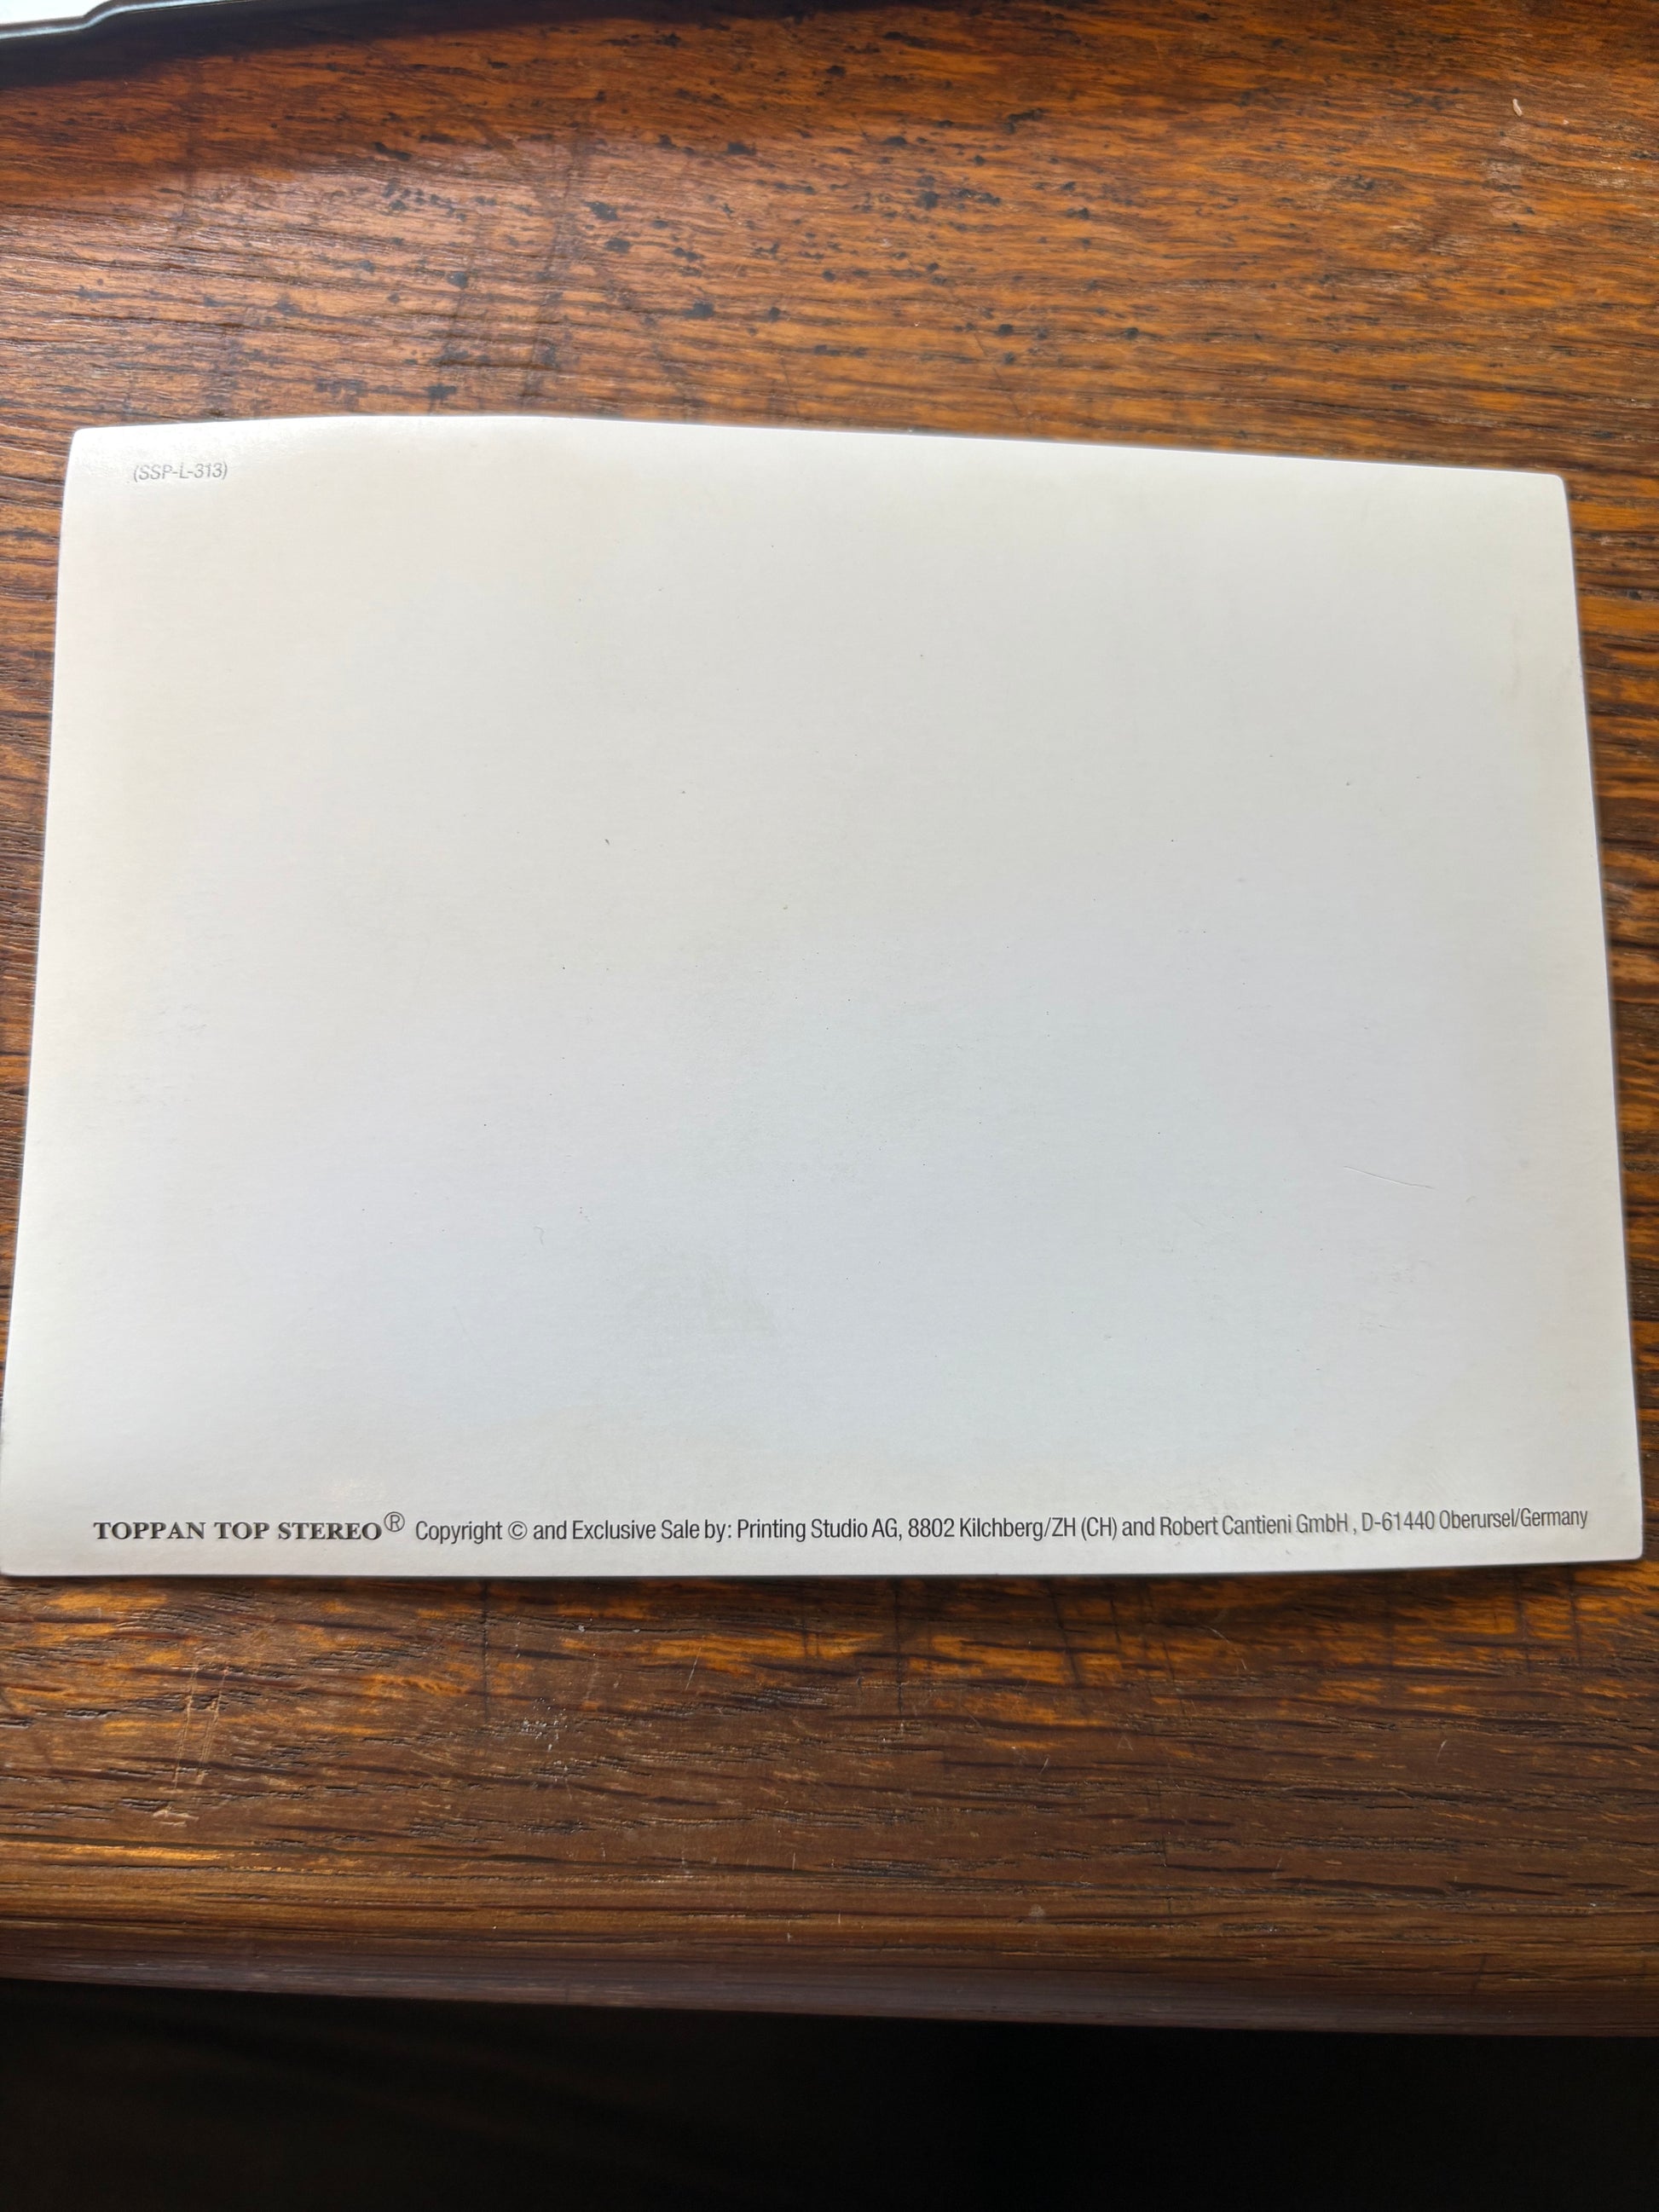 (SSP-L-313)
TOPPAN TOP STEREO® Copyright © and Exclusive Sale by: Printing Studio AG, 8802 Kilchberg/ZH (CH) and Robert Cantieni GmbH , D-61440 Oberursel/Germany